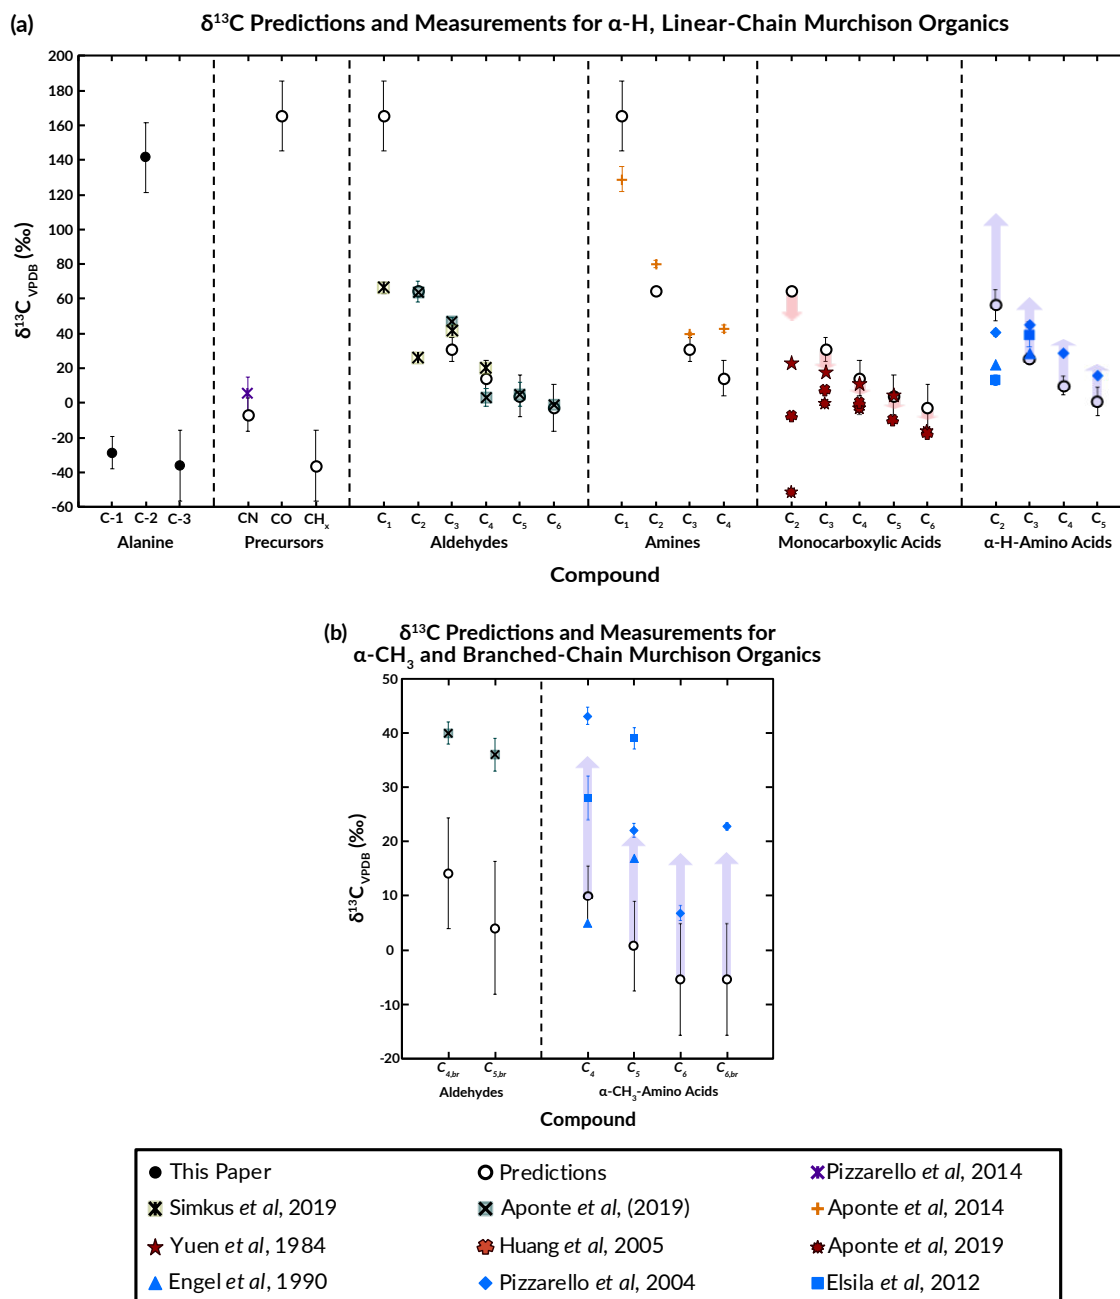 (a)
δ¹³C Predictions and Measurements for α-H, Linear-Chain Murchison Organics
200
180
160
140
120
100
80
60
40
20
0
-20
-40
-60
δ¹³C_VPDB (‰)
C-1 C-2 C-3 CN CO CHₓ C₁ C₂ C₃ C₄ C₅ C₆ C₁ C₂ C₃ C₄ C₂ C₃ C₄ C₅ C₆ C₂ C₃ C₄ C₅
Alanine Precursors Aldehydes Amines Monocarboxylic Acids α-H-Amino Acids
Compound
(b)
δ¹³C Predictions and Measurements for
α-CH₃ and Branched-Chain Murchison Organics
50
40
30
20
10
0
-10
-20
δ¹³C_VPDB (‰)
C_4,br C_5,br C₄ C₅ C₆ C_6,br
Aldehydes α-CH₃-Amino Acids
Compound
This Paper Predictions Pizzarello et al, 2014
Simkus et al, 2019 Aponte et al, (2019) Aponte et al, 2014
Yuen et al, 1984 Huang et al, 2005 Aponte et al, 2019
Engel et al, 1990 Pizzarello et al, 2004 Elsila et al, 2012